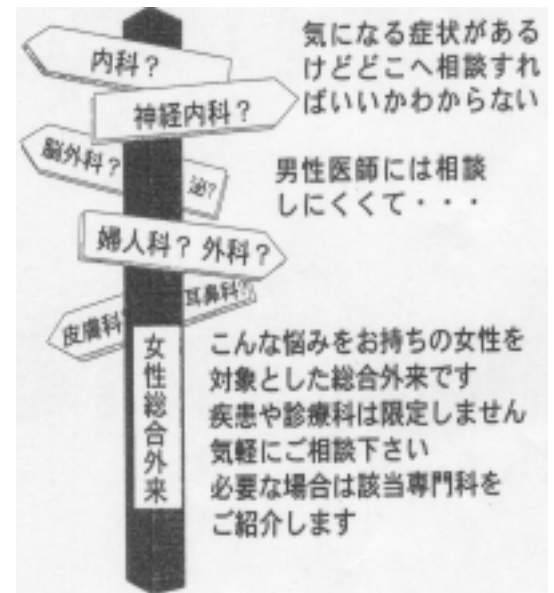 内科？
神経内科？
脳外科？
泌?
婦人科？ 外科？
耳鼻科?
皮膚科
女性総合外来
気になる症状がある
けどどこへ相談すれ
ばいいかわからない
男性医師には相談
しにくくて・・・
こんな悩みをお持ちの女性を
対象とした総合外来です
疾患や診療科は限定しません
気軽にご相談下さい
必要な場合は該当専門科を
ご紹介します